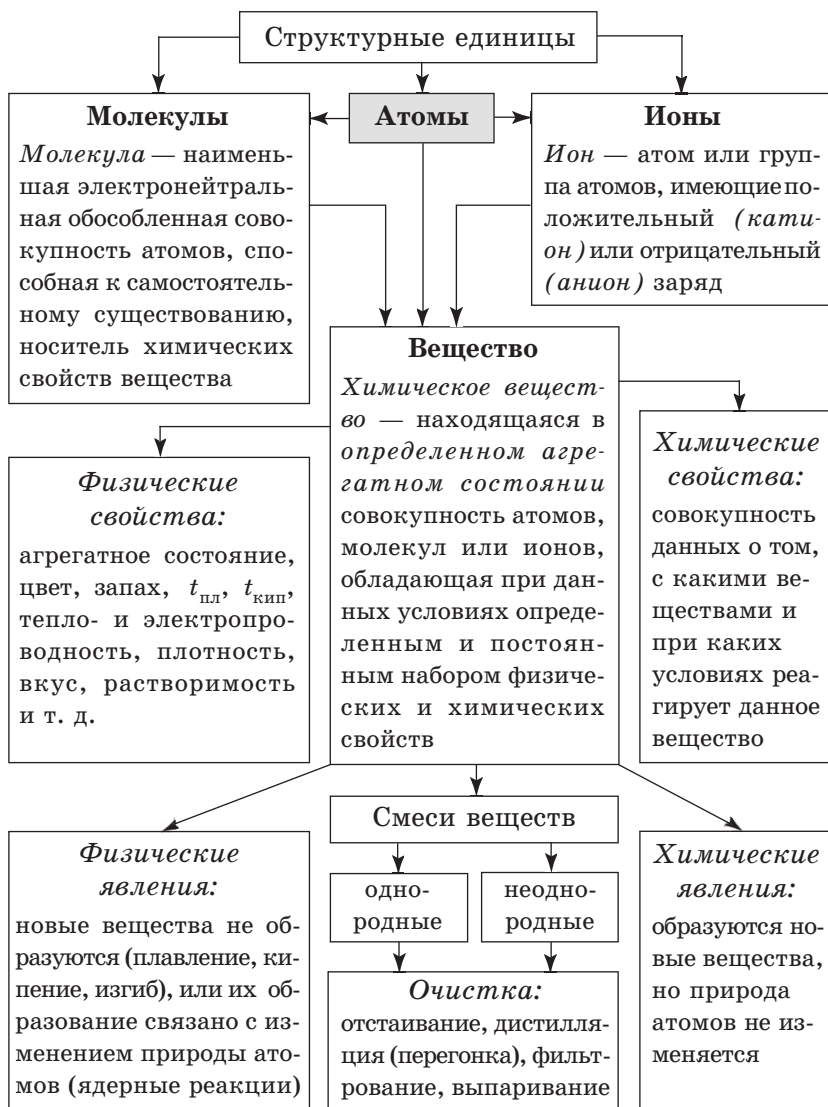 Структурные единицы
Молекулы
Молекула — наимень-
шая электронейтраль-
ная обособленная сово-
купность атомов, спо-
собная к самостоятель-
ному существованию,
носитель химических
свойств вещества
Атомы
Ионы
Ион — атом или груп-
па атомов, имеющие по-
ложительный (кати-
он) или отрицательный
(анион) заряд
Вещество
Химическое вещест-
во — находящаяся в
определенном агре-
гатном состоянии
совокупность атомов,
молекул или ионов,
обладающая при дан-
ных условиях опреде-
ленным и постоян-
ным набором физиче-
ских и химических
свойств
Физические
свойства:
агрегатное состояние,
цвет, запах, tпл, tкип,
тепло- и электропро-
водность, плотность,
вкус, растворимость
и т. д.
Химические
свойства:
совокупность
данных о том,
с какими ве-
ществами и
при каких
условиях реа-
гирует данное
вещество
Физические
явления:
новые вещества не об-
разуются (плавление, ки-
пение, изгиб), или их об-
разование связано с из-
менением природы ато-
мов (ядерные реакции)
Смеси веществ
одно-
родные
неодно-
родные
Очистка:
отстаивание, дистилля-
ция (перегонка), фильт-
рование, выпаривание
Химические
явления:
образуются но-
вые вещества,
но природа
атомов не из-
меняется